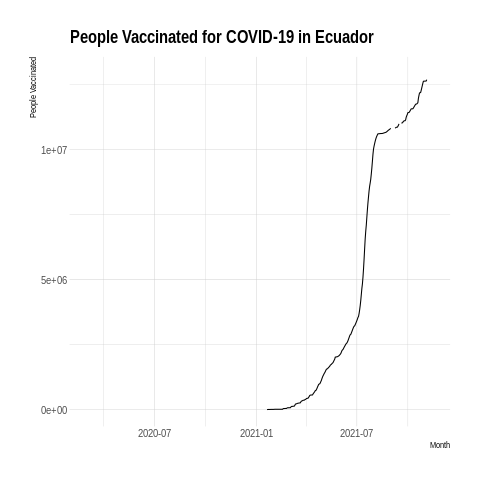 People Vaccinated for COVID-19 in Ecuador
People Vaccinated
1e+07
5e+06
0e+00
2020-07 2021-01 2021-07
Month